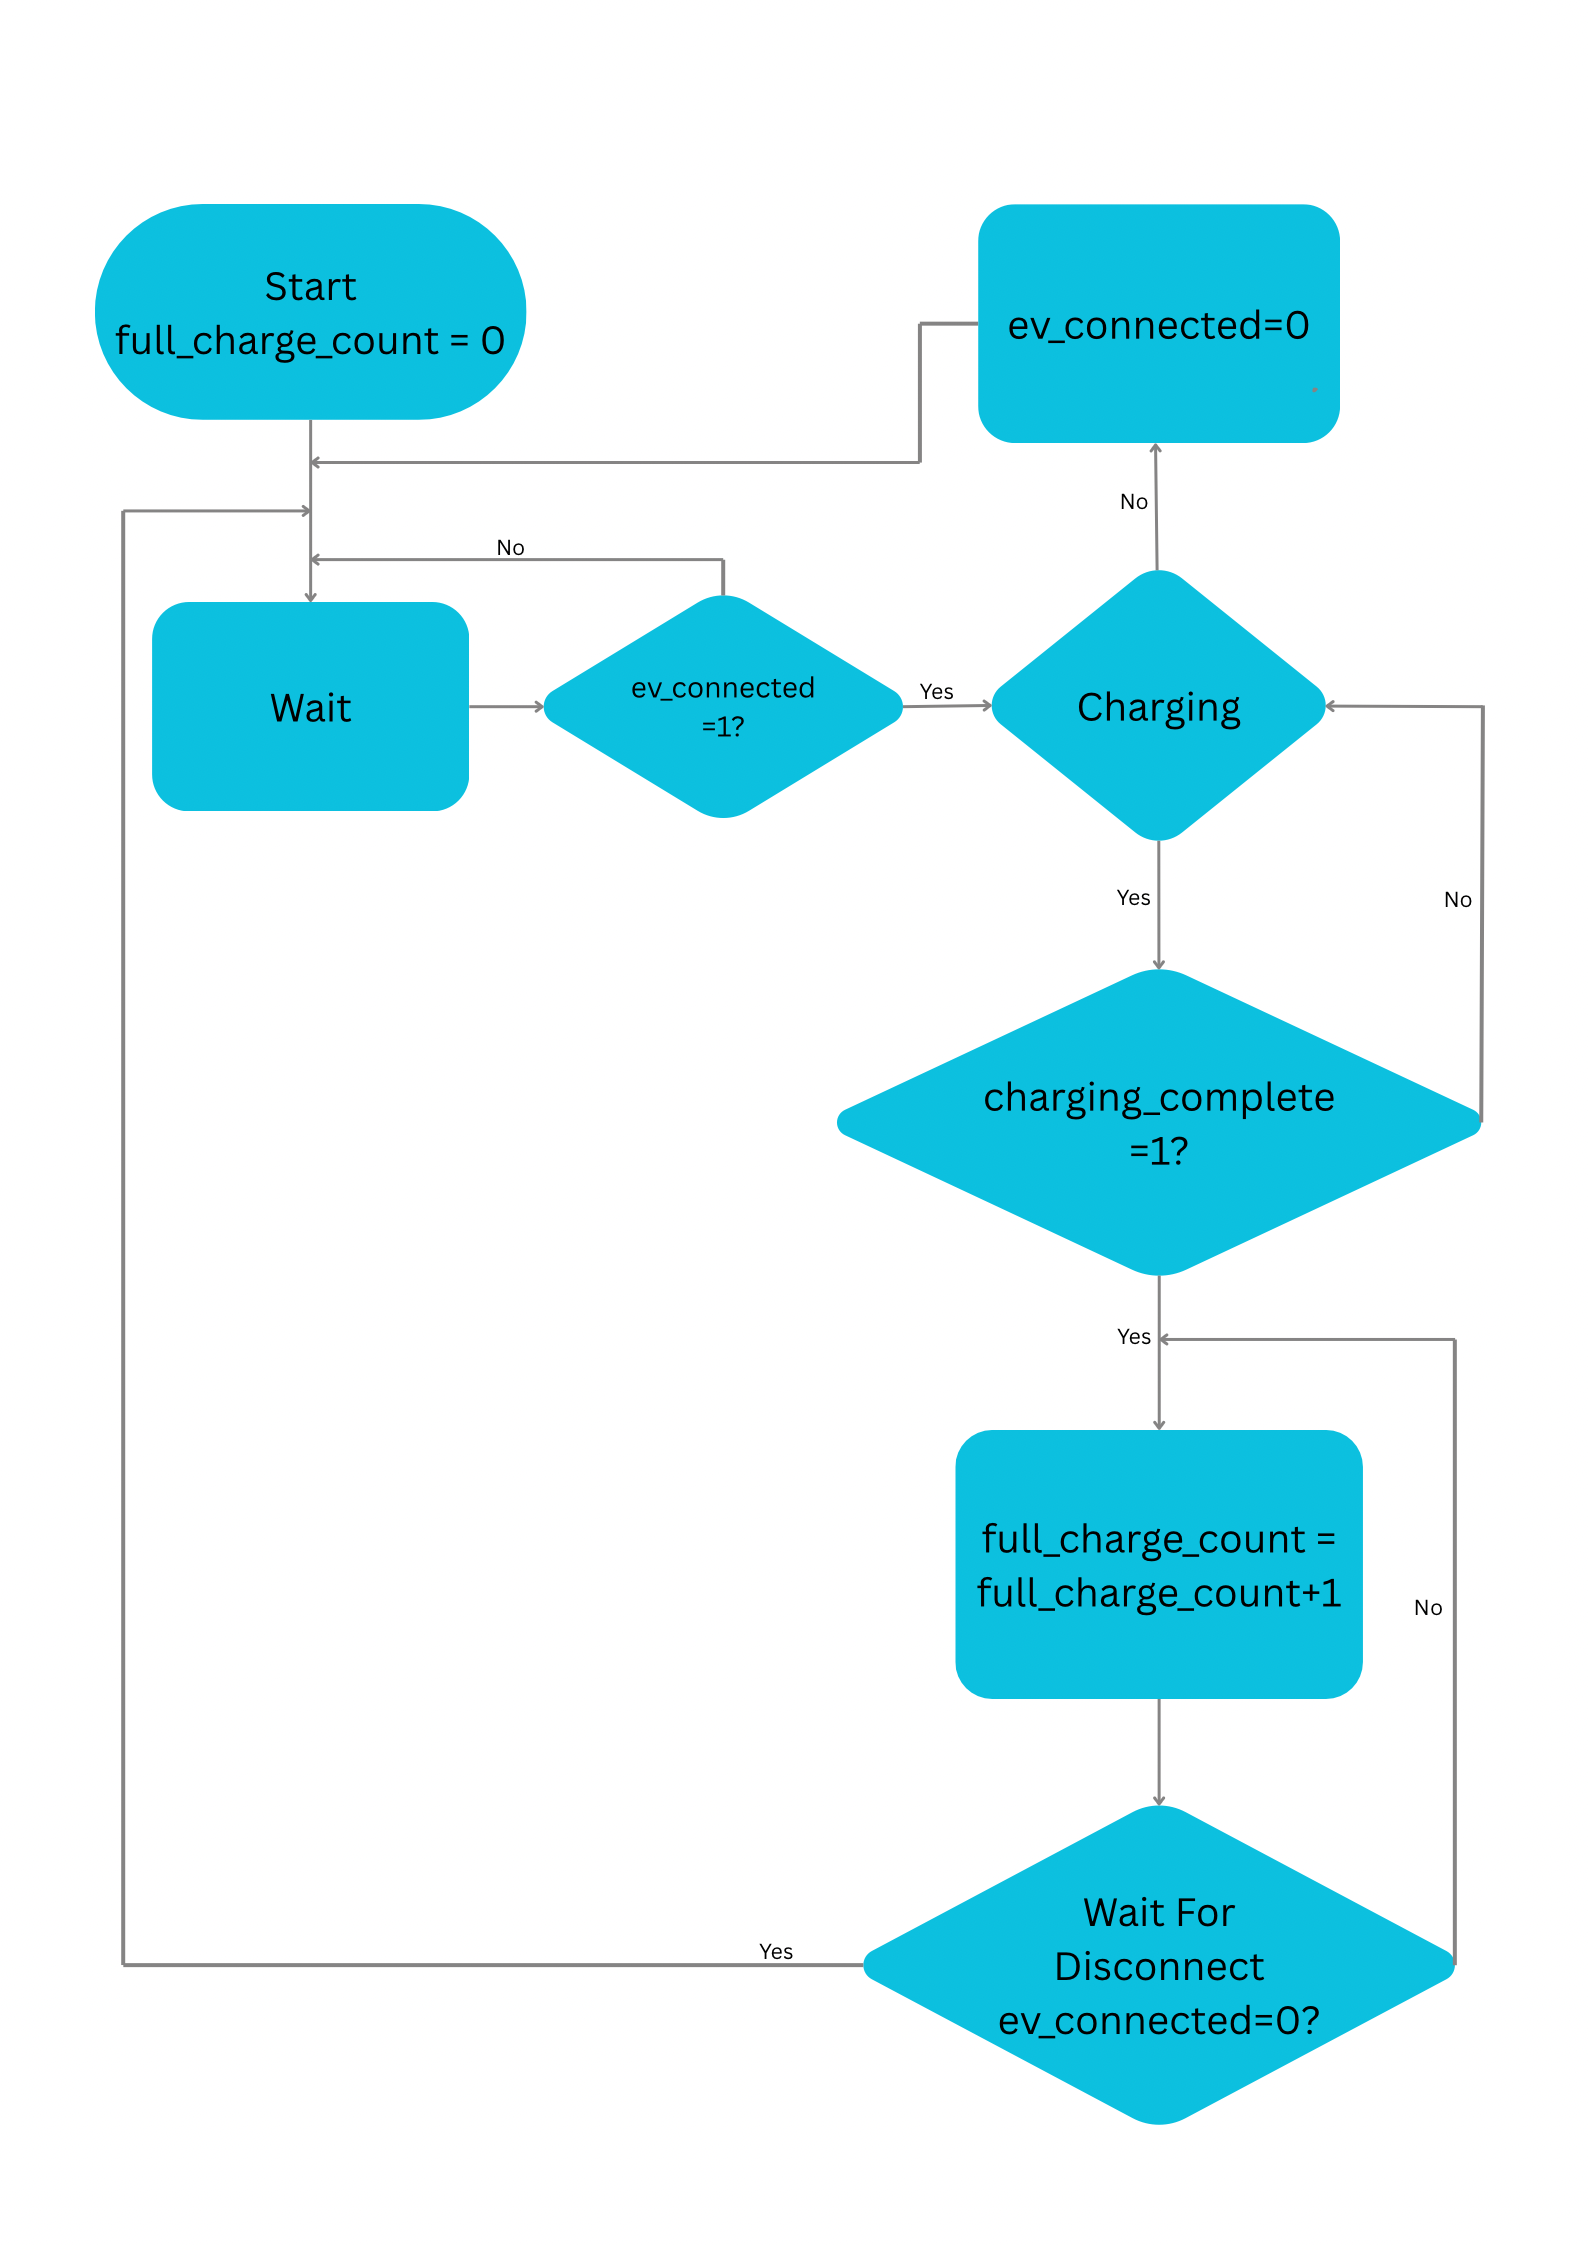 Start
full_charge_count = 0
ev_connected=0
No
No
Wait
ev_connected
=1?
Yes
Charging
Yes
No
charging_complete
=1?
Yes
full_charge_count =
full_charge_count+1
No
Wait For
Disconnect
ev_connected=0?
Yes